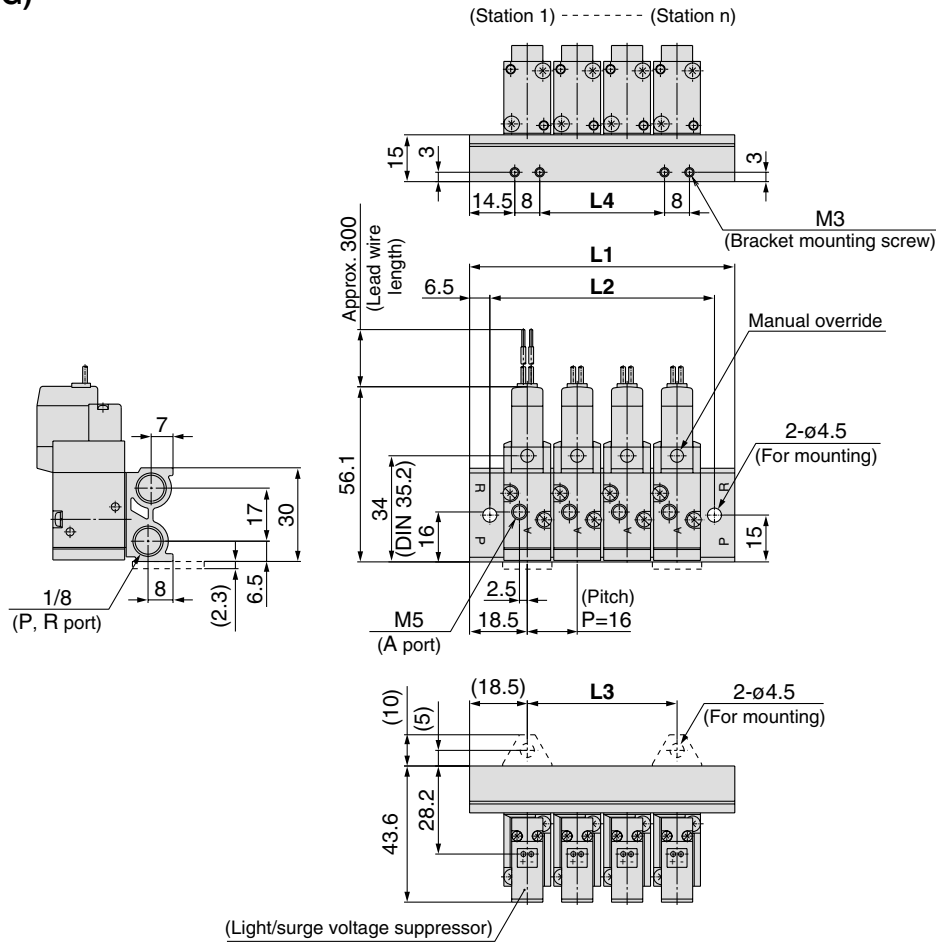 (Station 1) ------- (Station n)
15
3
3
14.5
8
L4
8
M3
(Bracket mounting screw)
Approx. 300
(Lead wire
length)
L1
6.5
L2
Manual override
2-ø4.5
(For mounting)
56.1
34
(DIN 35.2)
16
R
P
A
A
A
A
R
P
15
7
17
30
8
(2.3)
6.5
1/8
(P, R port)
2.5
(Pitch)
18.5
P=16
M5
(A port)
(18.5)
L3
2-ø4.5
(For mounting)
(10)
(5)
43.6
28.2
+ -
+ -
+ -
+ -
(Light/surge voltage suppressor)